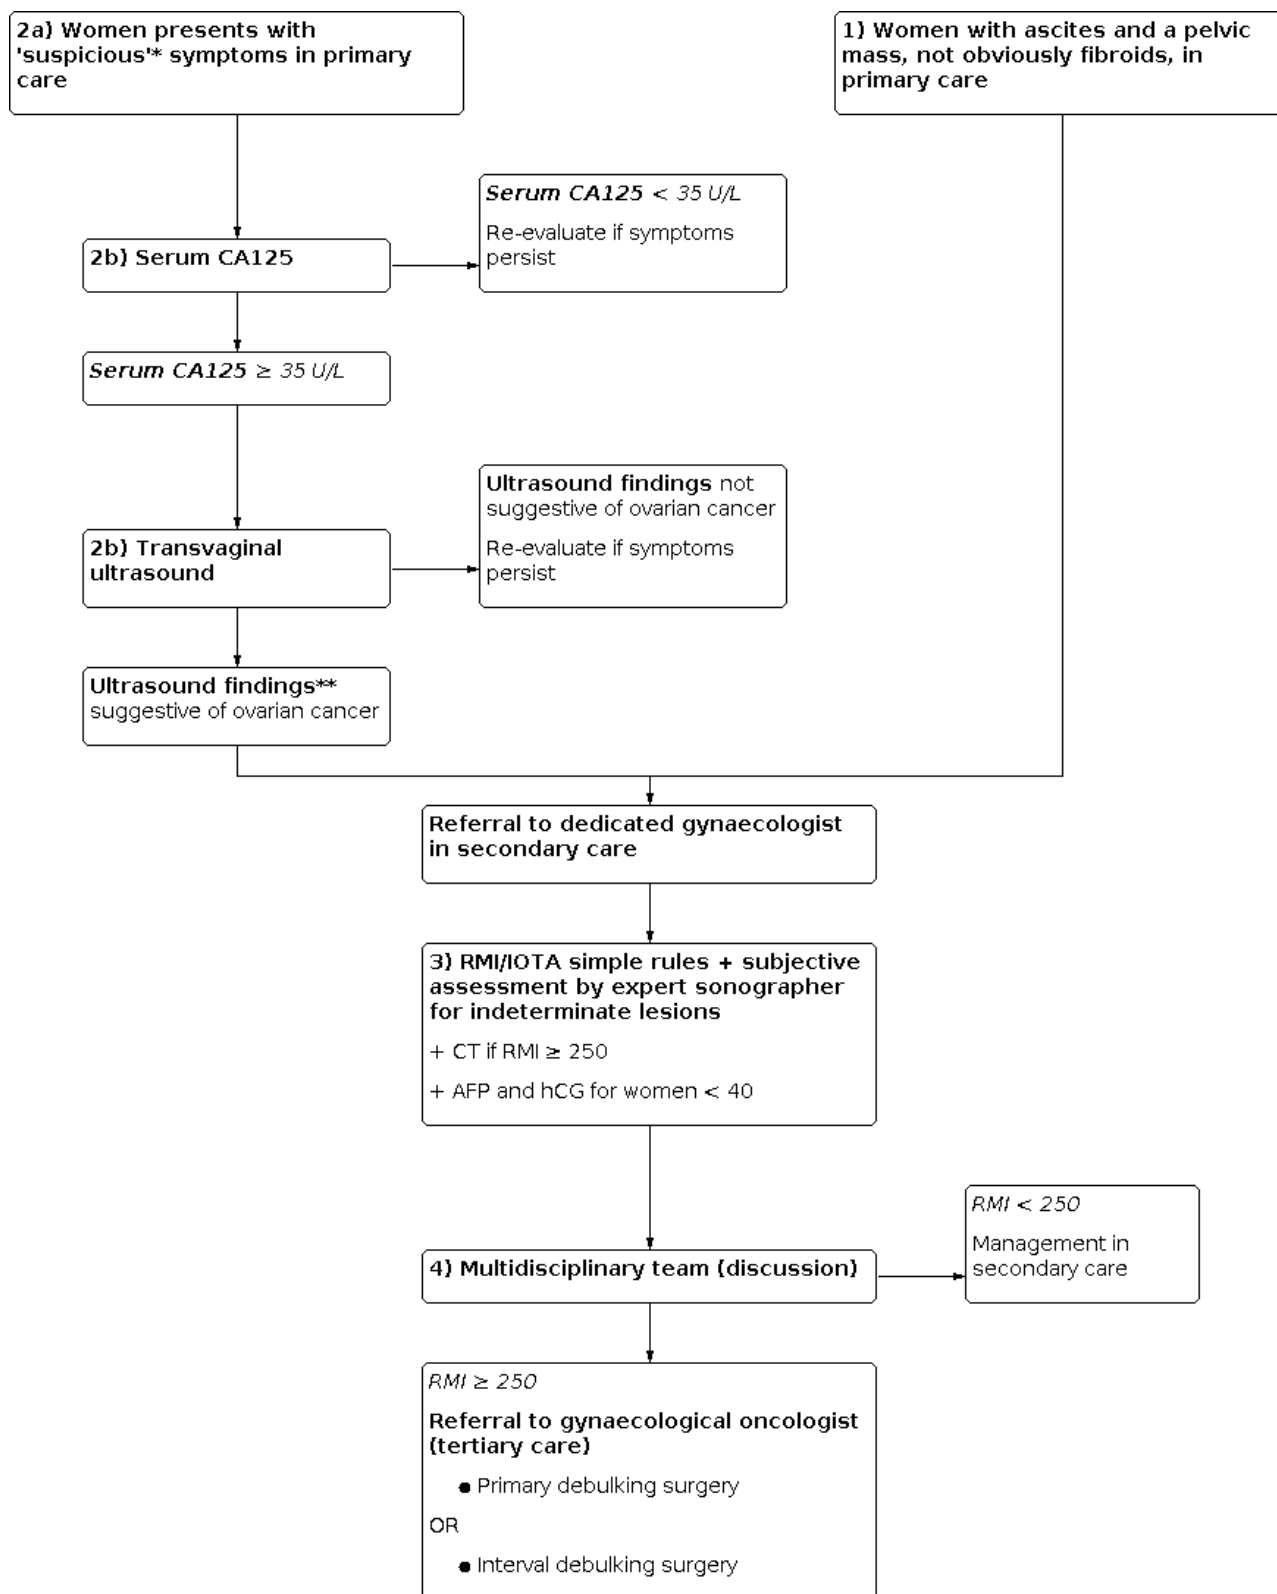 2a) Women presents with
'suspicious'* symptoms in primary
care
1) Women with ascites and a pelvic
mass, not obviously fibroids, in
primary care
Serum CA125 < 35 U/L
Re-evaluate if symptoms
persist
2b) Serum CA125
Serum CA125 ≥ 35 U/L
Ultrasound findings not
suggestive of ovarian cancer
Re-evaluate if symptoms
persist
2b) Transvaginal
ultrasound
Ultrasound findings**
suggestive of ovarian cancer
Referral to dedicated gynaecologist
in secondary care
3) RMI/IOTA simple rules + subjective
assessment by expert sonographer
for indeterminate lesions
+ CT if RMI ≥ 250
+ AFP and hCG for women < 40
RMI < 250
Management in
secondary care
4) Multidisciplinary team (discussion)
RMI ≥ 250
Referral to gynaecological oncologist
(tertiary care)
● Primary debulking surgery
OR
● Interval debulking surgery